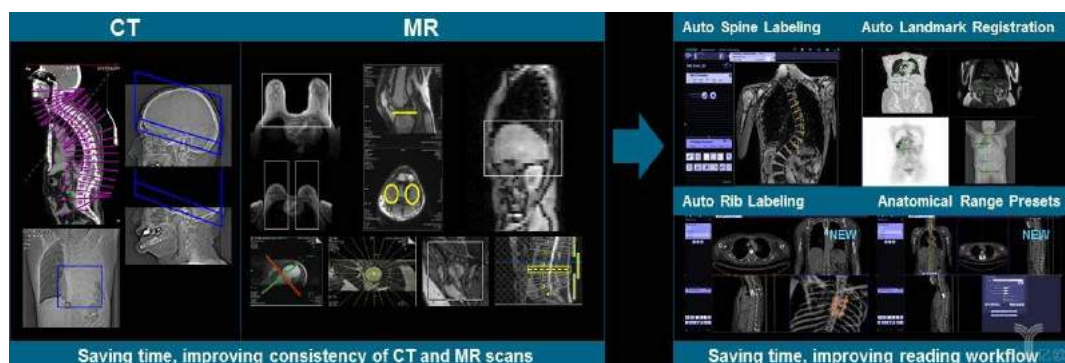 CT
MR
Auto Spine Labeling
Auto Landmark Registration
Auto Rib Labeling
Anatomical Range Presets
NEW
NEW
Saving time, improving consistency of CT and MR scans
Saving time, improving reading workflow